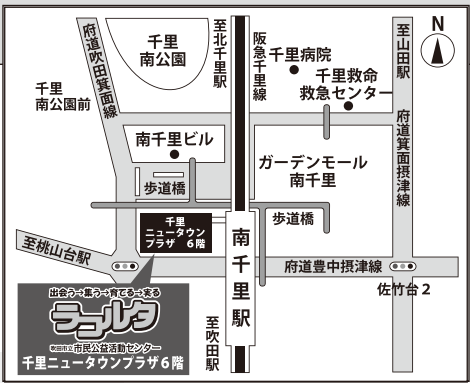 府道吹田箕面線
千里
南公園
至北千里駅
阪急千里線
千里病院
千里救命
救急センター
至山田駅
N
千里
南公園前
南千里ビル
ガーデンモール
南千里
府道箕面摂津線
歩道橋
千里
ニュータウン
プラザ 6階
歩道橋
至桃山台駅
南千里駅
府道豊中摂津線
佐竹台2
出会う→集う→育てる→実る
ラコルタ
吹田市立市民公益活動センター
千里ニュータウンプラザ6階
至吹田駅